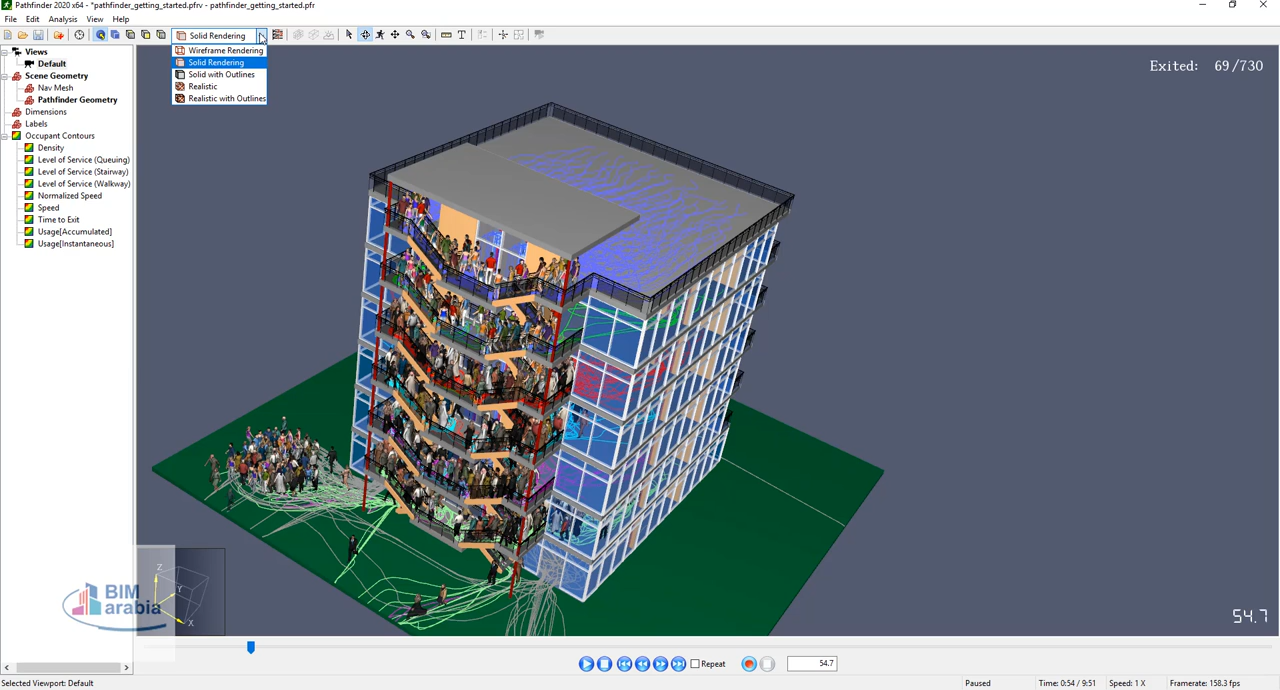 Pathfinder 2020 x64 - *pathfinder_getting_started.pfrv - pathfinder_getting_started.pfr
File Edit Analysis View Help
Solid Rendering
Wireframe Rendering
Solid Rendering
Solid with Outlines
Realistic
Realistic with Outlines
Views
Default
Scene Geometry
Nav Mesh
Pathfinder Geometry
Dimensions
Labels
Occupant Contours
Density
Level of Service (Queuing)
Level of Service (Stairway)
Level of Service (Walkway)
Normalized Speed
Speed
Time to Exit
Usage[Accumulated]
Usage[Instantaneous]
Exited: 69/730
Z
Y
X
BIM
arabia
54.7
Repeat
54.7
Selected Viewport: Default
Paused
Time: 0:54 / 9:51
Speed: 1 X
Framerate: 158.3 fps